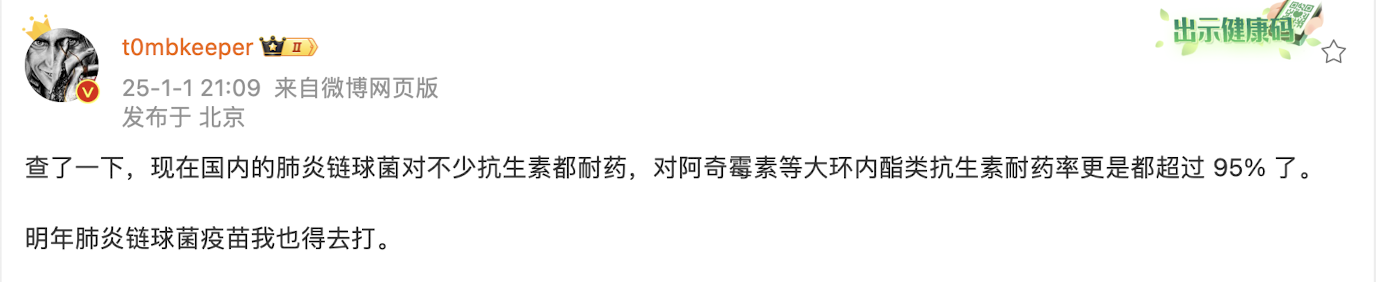 出示健康码
t0mbkeeper II
25-1-1 21:09 来自微博网页版
发布于 北京
查了一下，现在国内的肺炎链球菌对不少抗生素都耐药，对阿奇霉素等大环内酯类抗生素耐药率更是都超过 95% 了。
明年肺炎链球菌疫苗我也得去打。